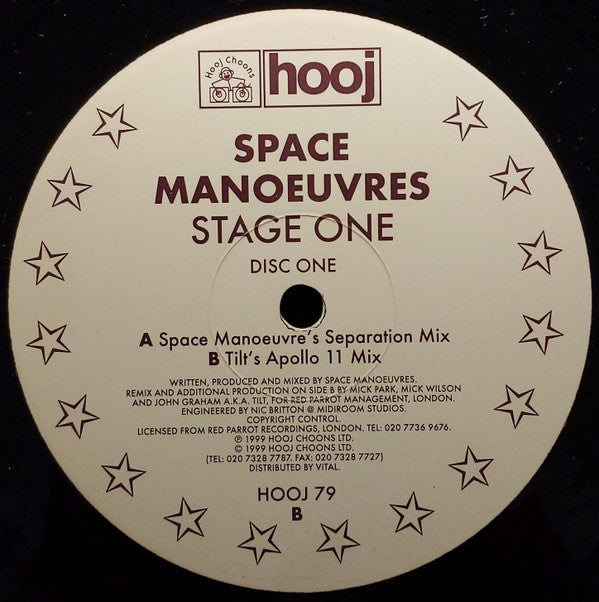 Hooj Choons
hooj
SPACE
MANOEUVRES
STAGE ONE
DISC ONE
A Space Manoeuvre's Separation Mix
B Tilt's Apollo 11 Mix
WRITTEN, PRODUCED AND MIXED BY SPACE MANOEUVRES.
REMIX AND ADDITIONAL PRODUCTION ON SIDE B BY MICK PARK, MICK WILSON
AND JOHN GRAHAM A.K.A. TILT, FOR RED PARROT MANAGEMENT, LONDON.
ENGINEERED BY NIC BRITTON @ MIDIROOM STUDIOS.
COPYRIGHT CONTROL.
LICENSED FROM RED PARROT RECORDINGS, LONDON. TEL: 020 7736 9676.
℗ 1999 HOOJ CHOONS LTD.
© 1999 HOOJ CHOONS LTD.
(TEL: 020 7328 7787. FAX: 020 7328 7727)
DISTRIBUTED BY VITAL.
HOOJ 79
B